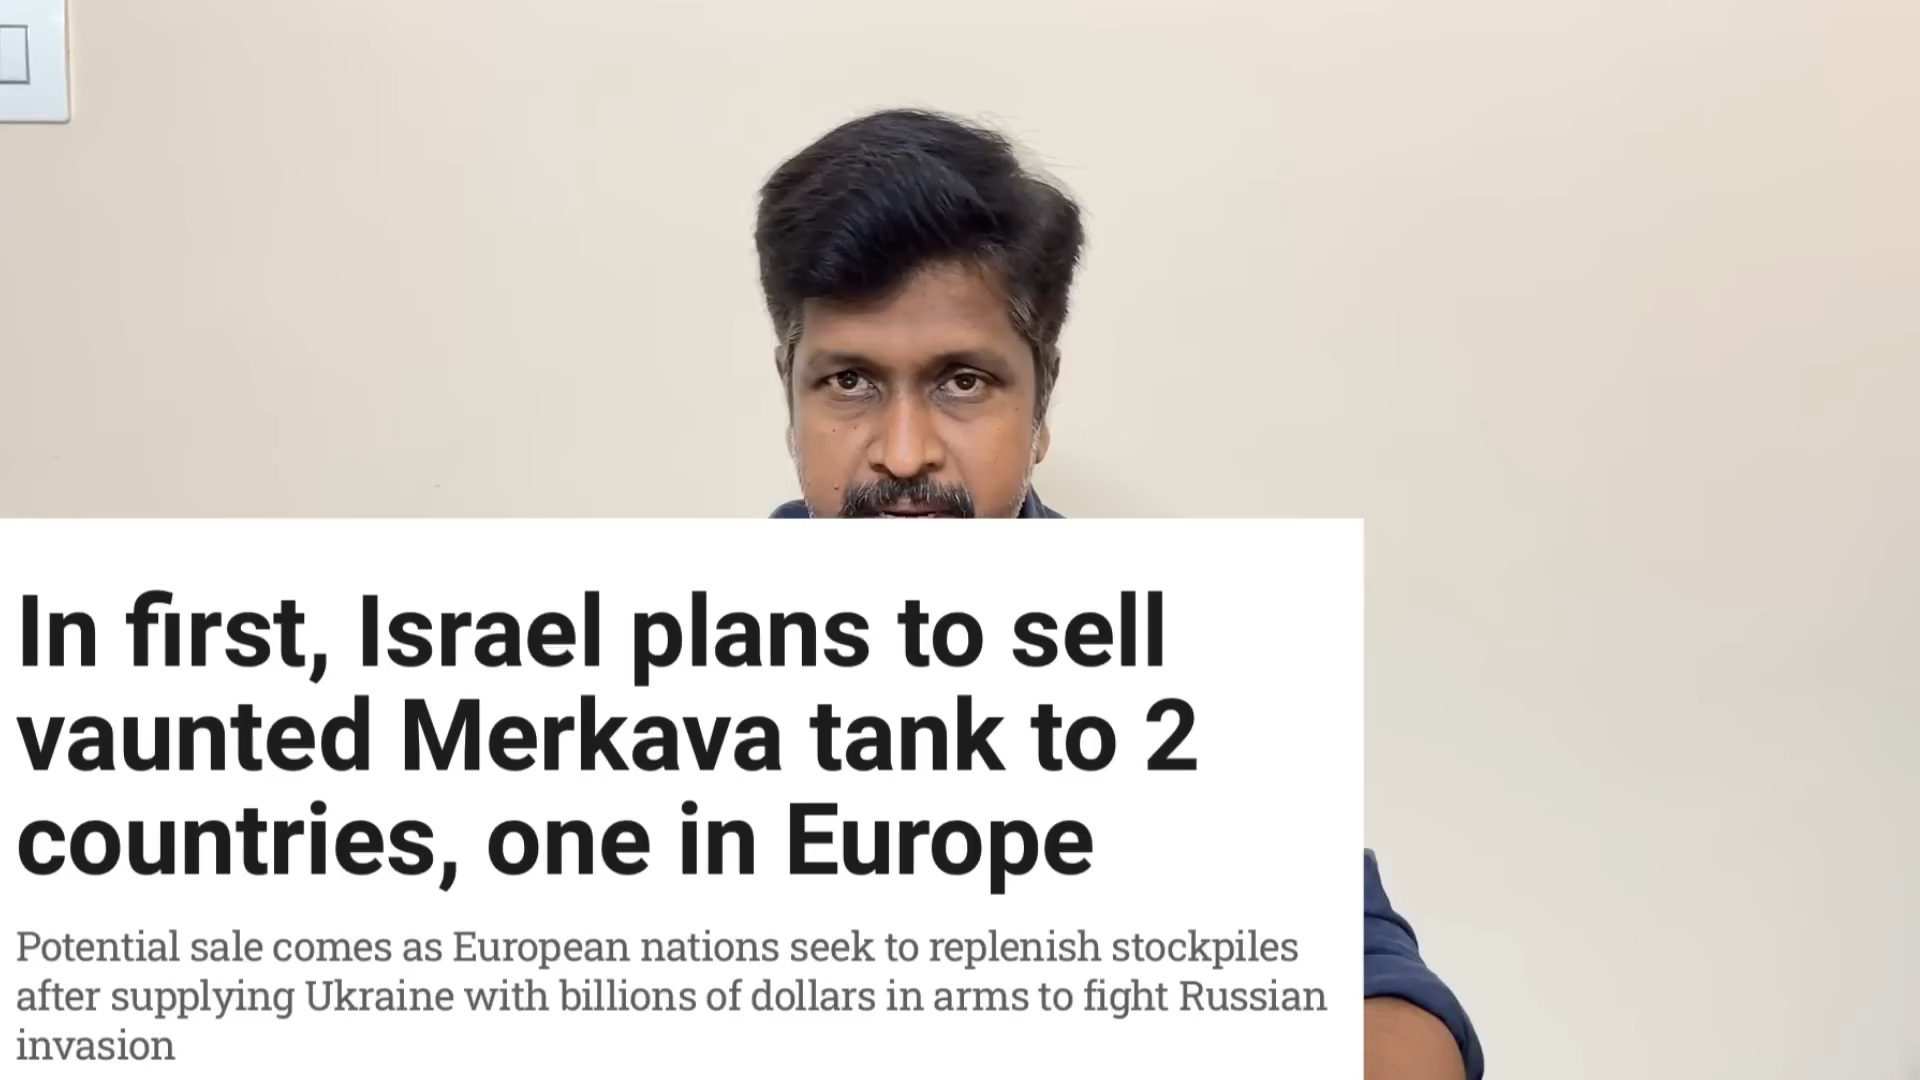 In first, Israel plans to sell
vaunted Merkava tank to 2
countries, one in Europe
Potential sale comes as European nations seek to replenish stockpiles
after supplying Ukraine with billions of dollars in arms to fight Russian
invasion